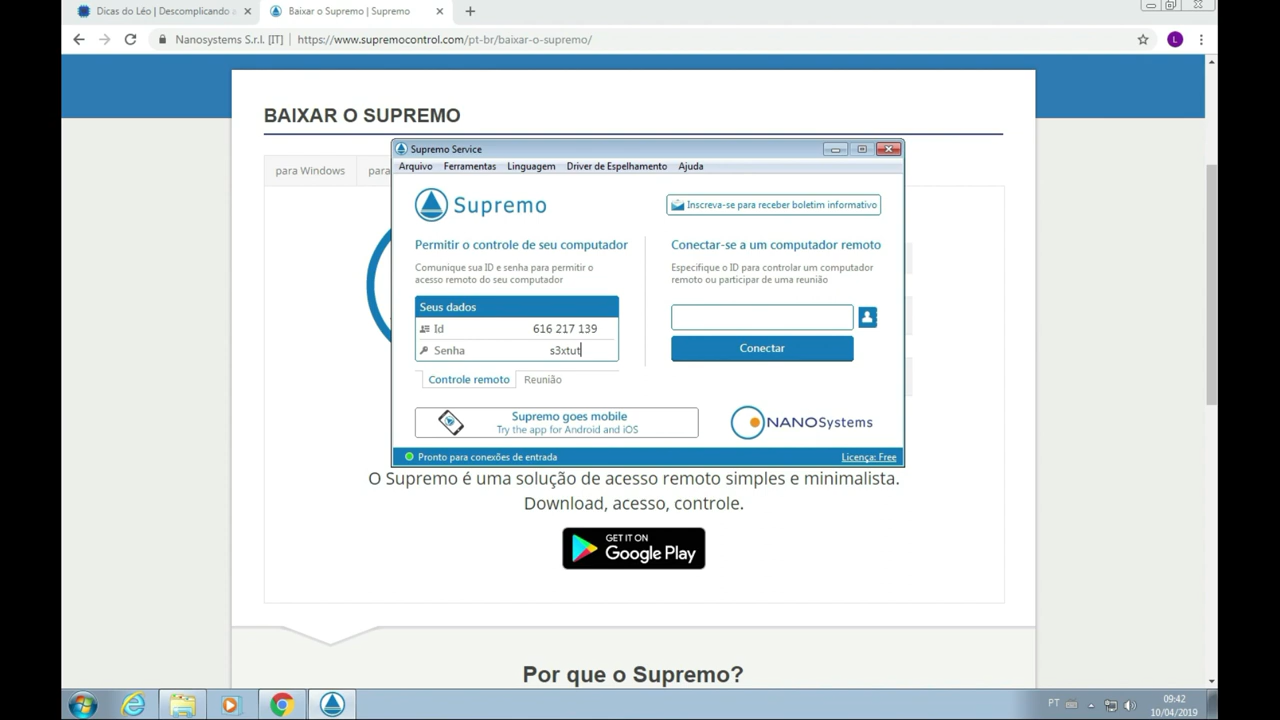 Dicas do Léo | Descomplicando a
Baixar o Supremo | Supremo
Nanosystems S.r.l. [IT] | https://www.supremocontrol.com/pt-br/baixar-o-supremo/
L
BAIXAR O SUPREMO
para Windows
para
Supremo Service
Arquivo Ferramentas Linguagem Driver de Espelhamento Ajuda
Supremo
Inscreva-se para receber boletim informativo
Permitir o controle de seu computador
Comunique sua ID e senha para permitir o
acesso remoto do seu computador
Seus dados
Id 616 217 139
Senha s3xtut
Controle remoto Reunião
Conectar-se a um computador remoto
Especifique o ID para controlar um computador
remoto ou participar de uma reunião
Conectar
Supremo goes mobile
Try the app for Android and iOS
NANOSystems
Pronto para conexões de entrada
Licença: Free
O Supremo é uma solução de acesso remoto simples e minimalista.
Download, acesso, controle.
GET IT ON
Google Play
Por que o Supremo?
PT
09:42
10/04/2019